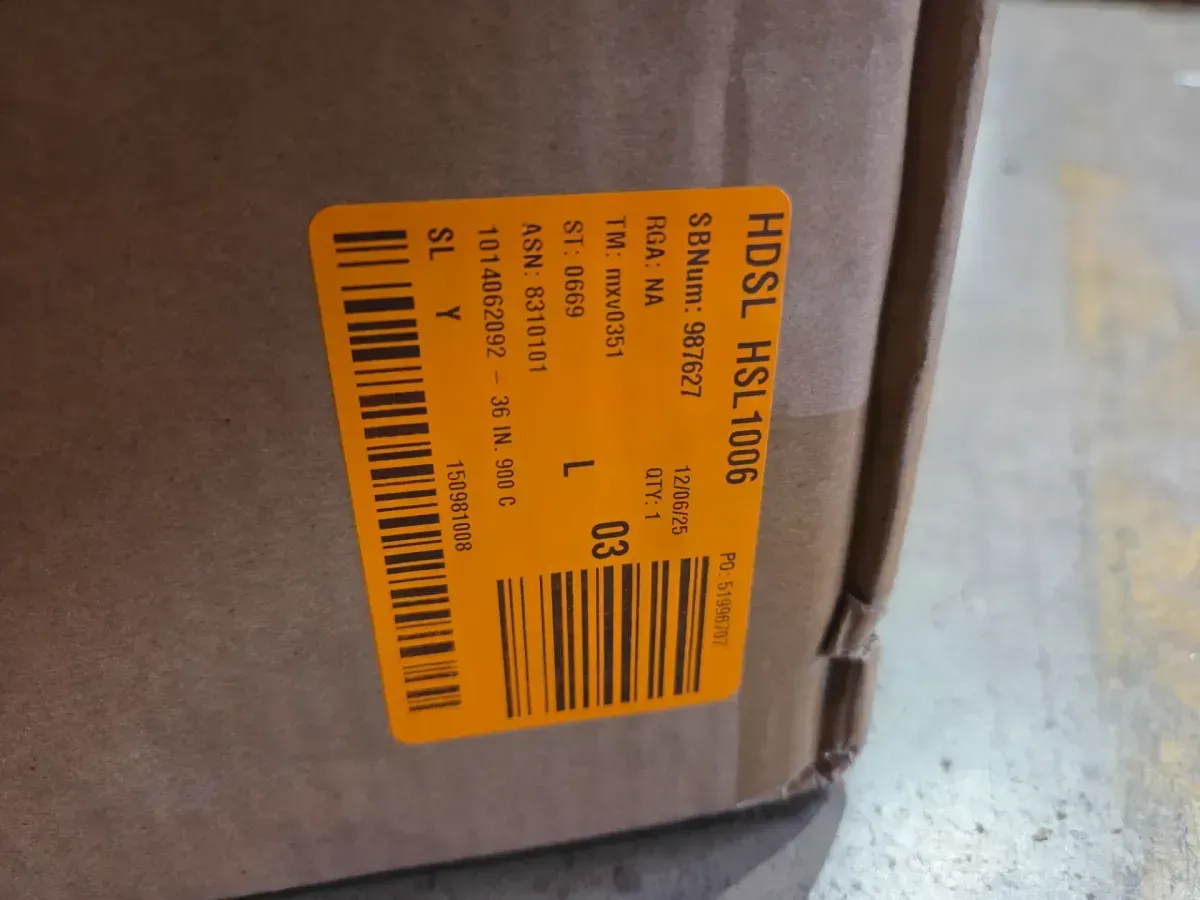 HDSL HSL1006
PO: 51996707
SBNum: 987627 12/06/25
RGA: NA QTY: 1
TM: mxv0351 03
ST: 0669 L
ASN: 8310101
1014062092 - 36 IN. 900 C
SL Y 150981008